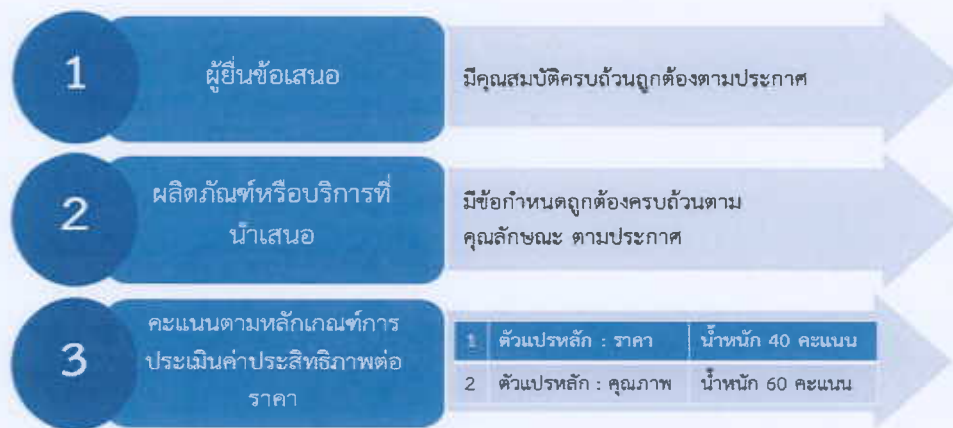 1
ผู้ยื่นข้อเสนอ
มีคุณสมบัติครบถ้วนถูกต้องตามประกาศ
2
ผลิตภัณฑ์หรือบริการที่
นำเสนอ
มีข้อกำหนดถูกต้องครบถ้วนตาม
คุณลักษณะ ตามประกาศ
3
คะแนนตามหลักเกณฑ์การ
ประเมินค่าประสิทธิภาพต่อ
ราคา
1 ตัวแปรหลัก : ราคา น้ำหนัก 40 คะแนน
2 ตัวแปรหลัก : คุณภาพ น้ำหนัก 60 คะแนน